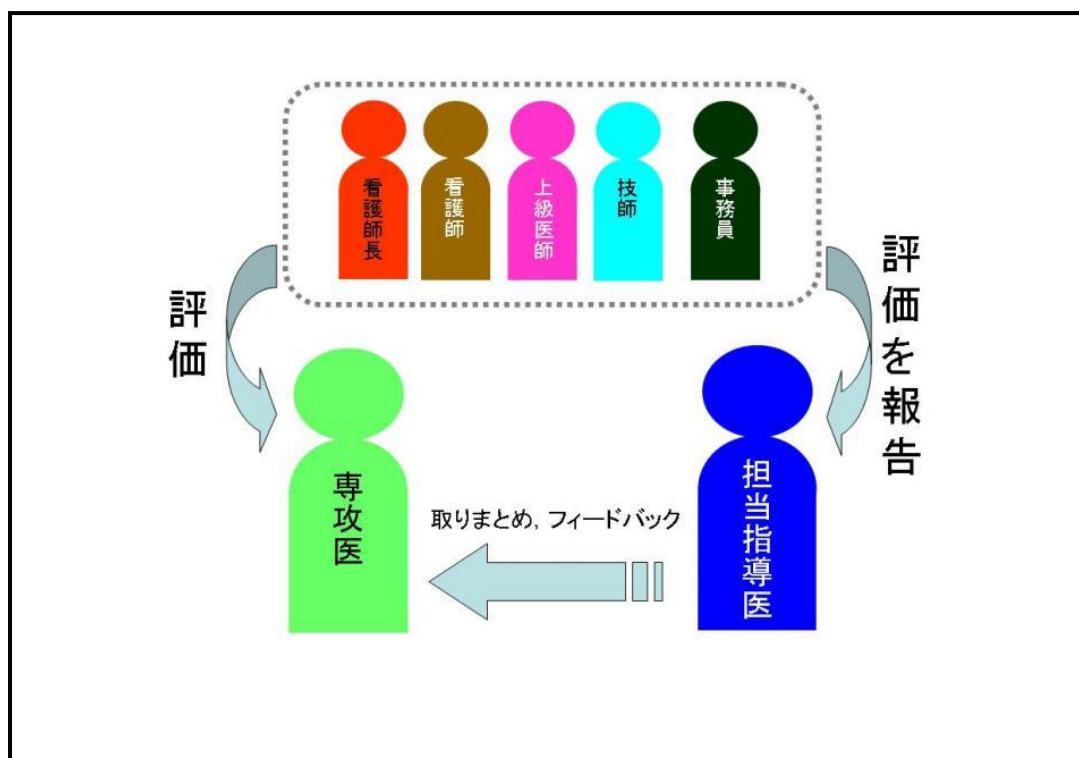 看護師長
看護師
上級医師
技師
事務員
評価
評価を報告
専攻医
取りまとめ，フィードバック
担当指導医